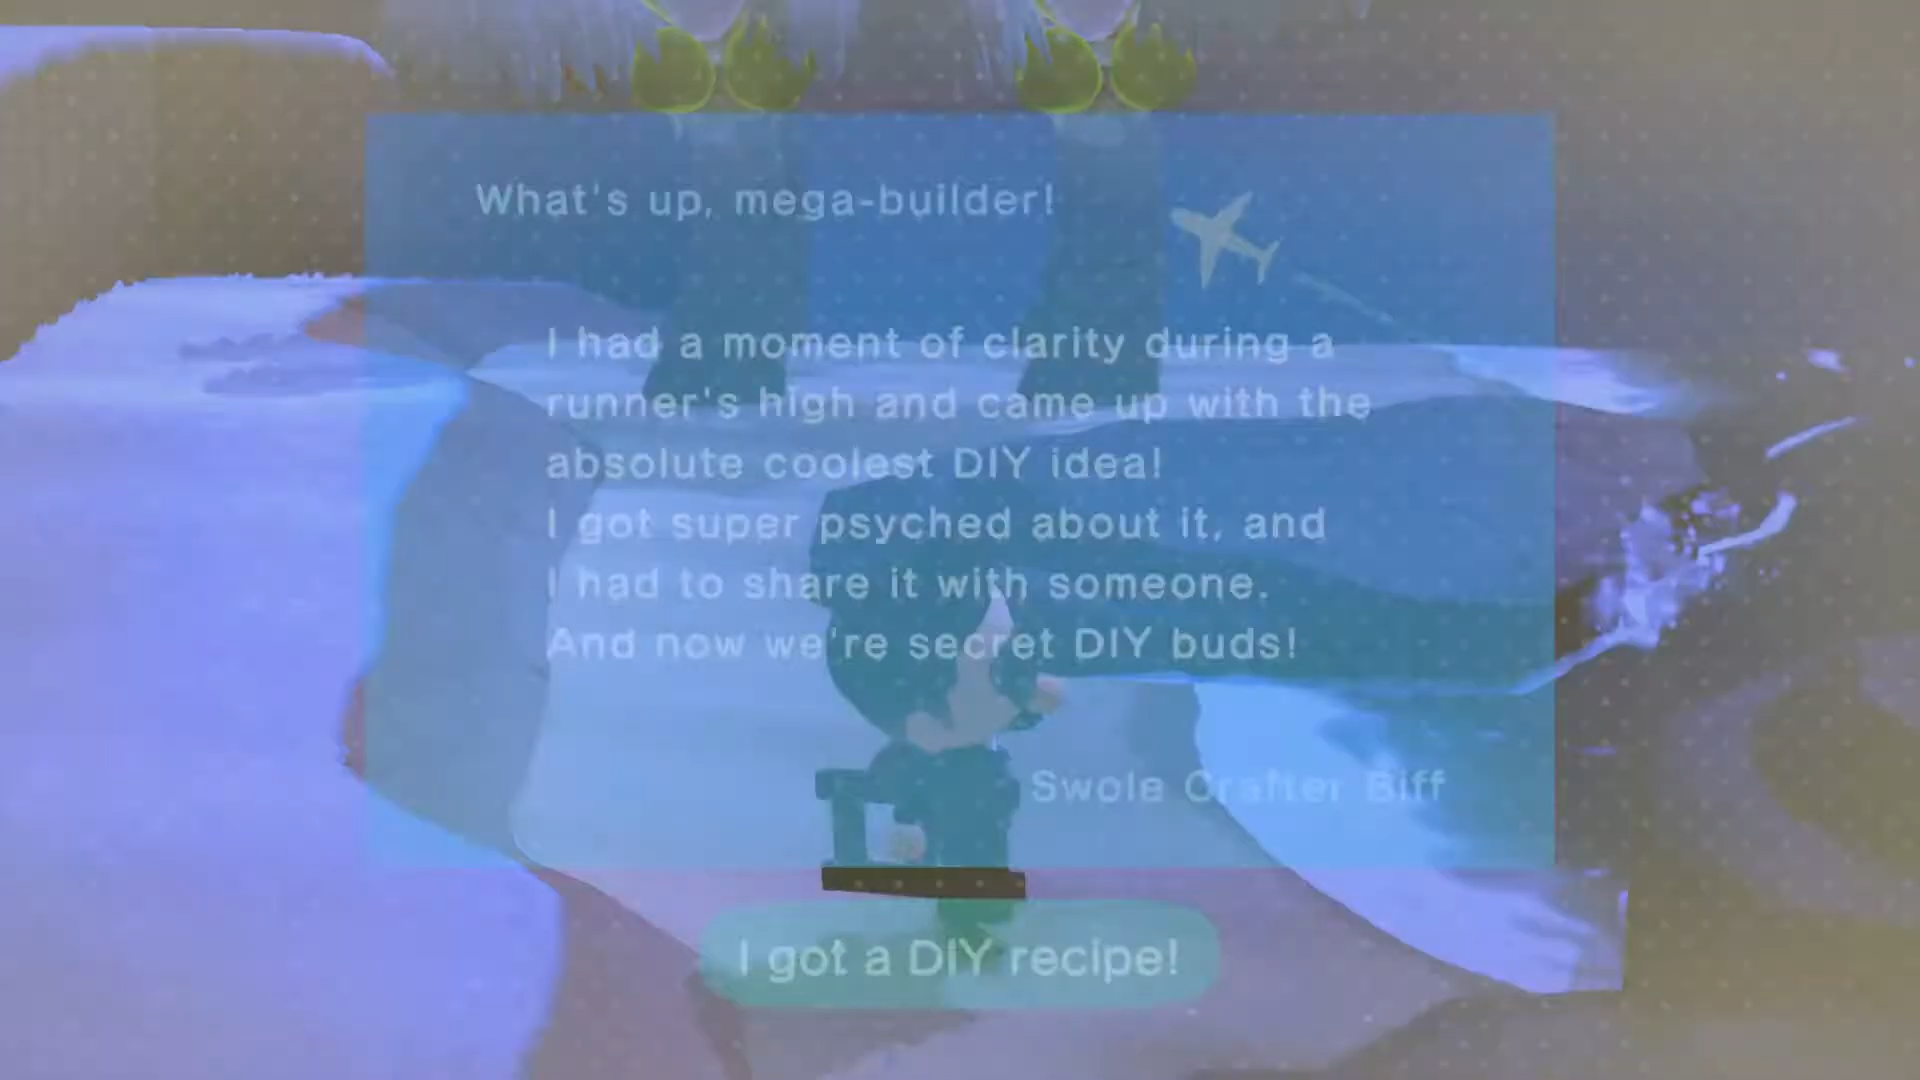 What's up, mega-builder!
I had a moment of clarity during a
runner's high and came up with the
absolute coolest DIY idea!
I got super psyched about it, and
I had to share it with someone.
And now we're secret DIY buds!
Swole Crafter Biff
I got a DIY recipe!